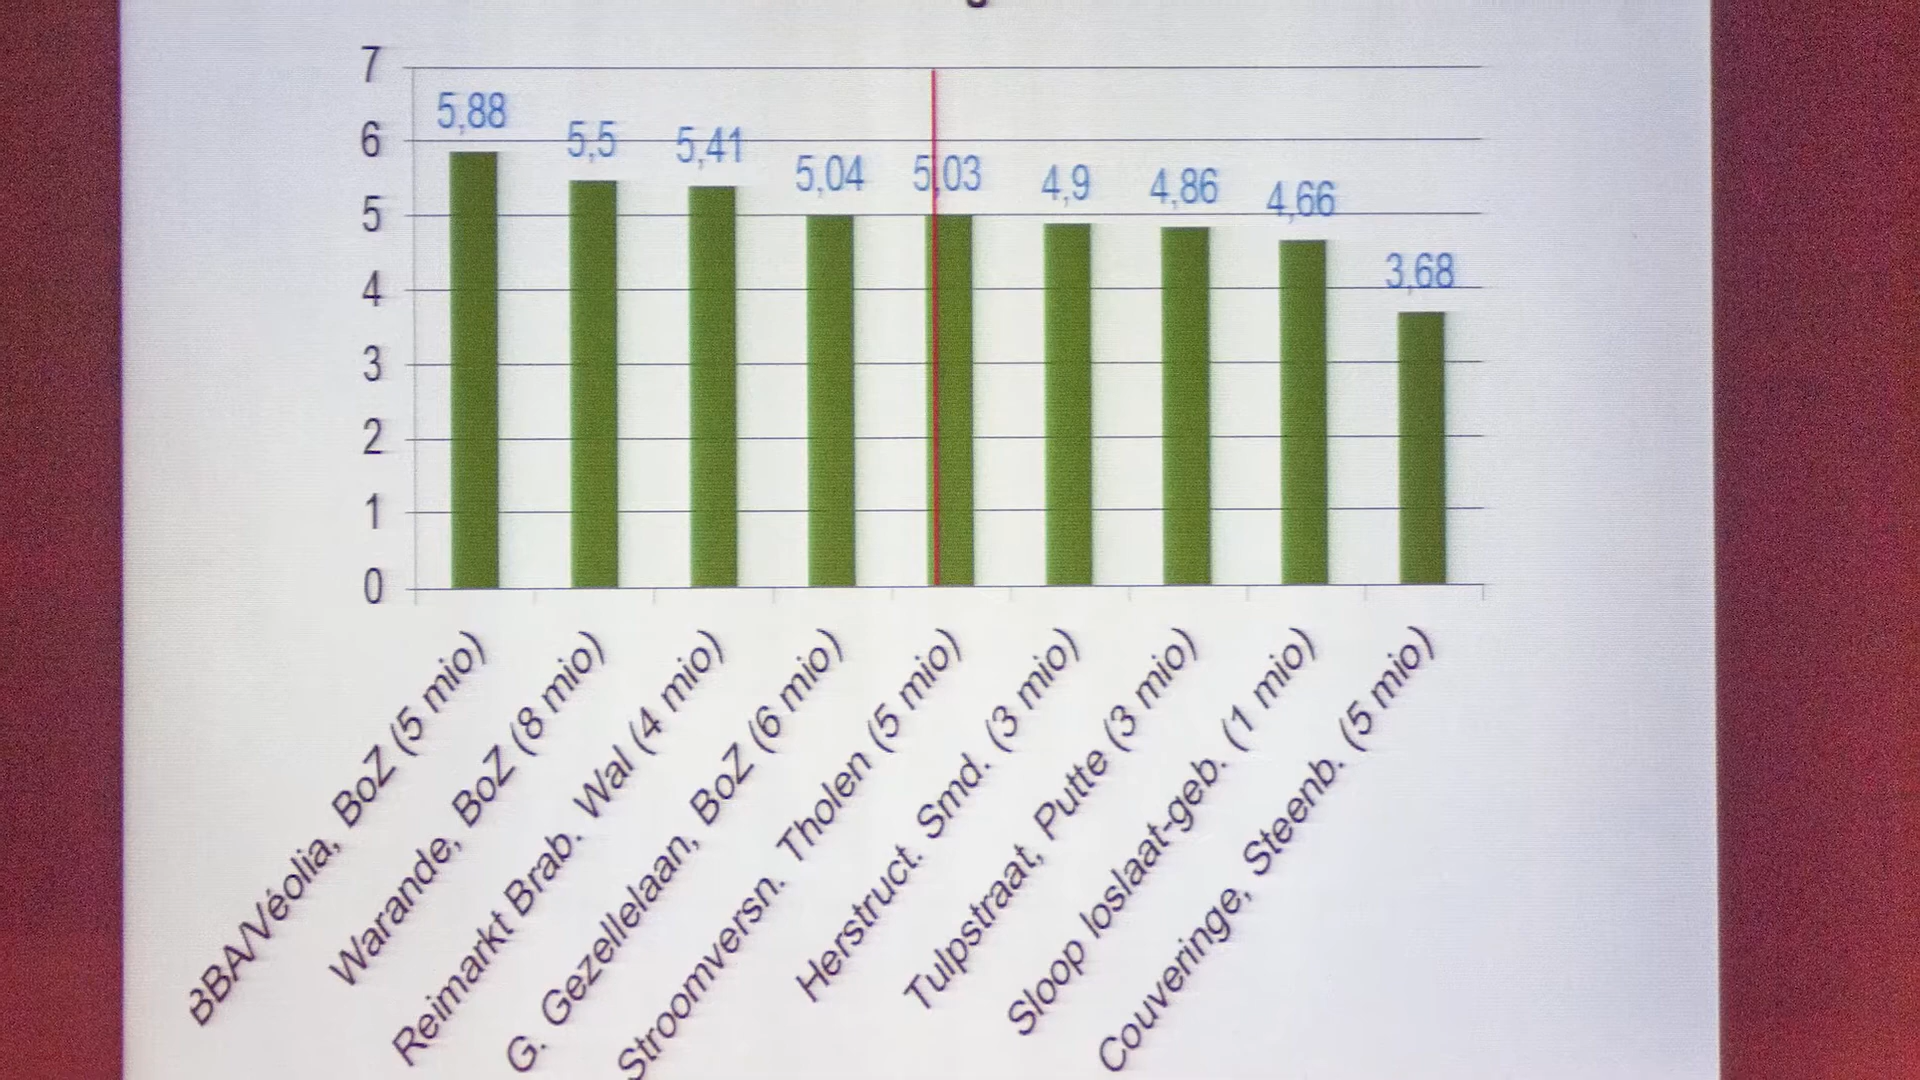 7
6
5
4
3
2
1
0
5,88
5,5
5,41
5,04
5,03
4,9
4,86
4,66
3,68
BBA/Véolia, BoZ (5 mio)
Warande, BoZ (8 mio)
Reimarkt Brab. Wal (4 mio)
G. Gezellelaan, BoZ (6 mio)
Stroomversn. Tholen (5 mio)
Herstruct. Smd. (3 mio)
Tulpstraat, Putte (3 mio)
Sloop loslaat-geb. (1 mio)
Couveringe, Steenb. (5 mio)